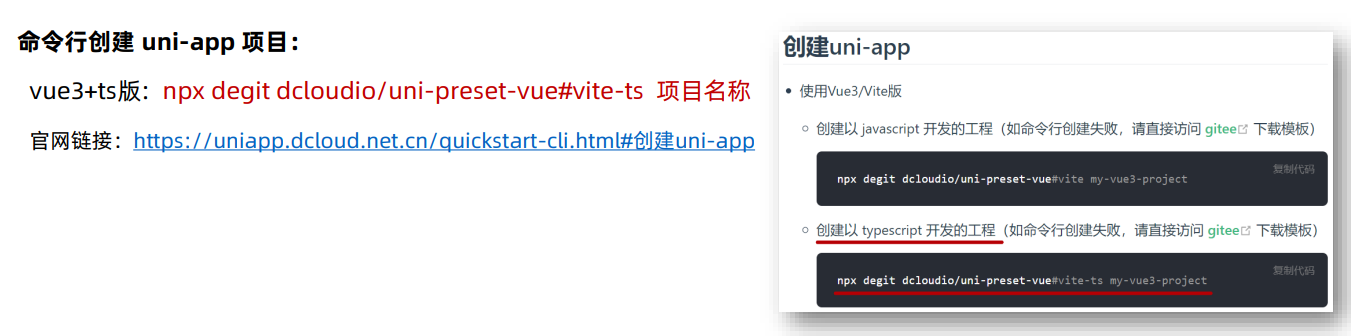 命令行创建 uni-app 项目：
vue3+ts版：npx degit dcloudio/uni-preset-vue#vite-ts 项目名称
官网链接：https://uniapp.dcloud.net.cn/quickstart-cli.html#创建uni-app
创建uni-app
使用Vue3/Vite版
创建以 javascript 开发的工程（如命令行创建失败，请直接访问 gitee 下载模板）
复制代码
npx degit dcloudio/uni-preset-vue#vite my-vue3-project
创建以 typescript 开发的工程（如命令行创建失败，请直接访问 gitee 下载模板）
复制代码
npx degit dcloudio/uni-preset-vue#vite-ts my-vue3-project